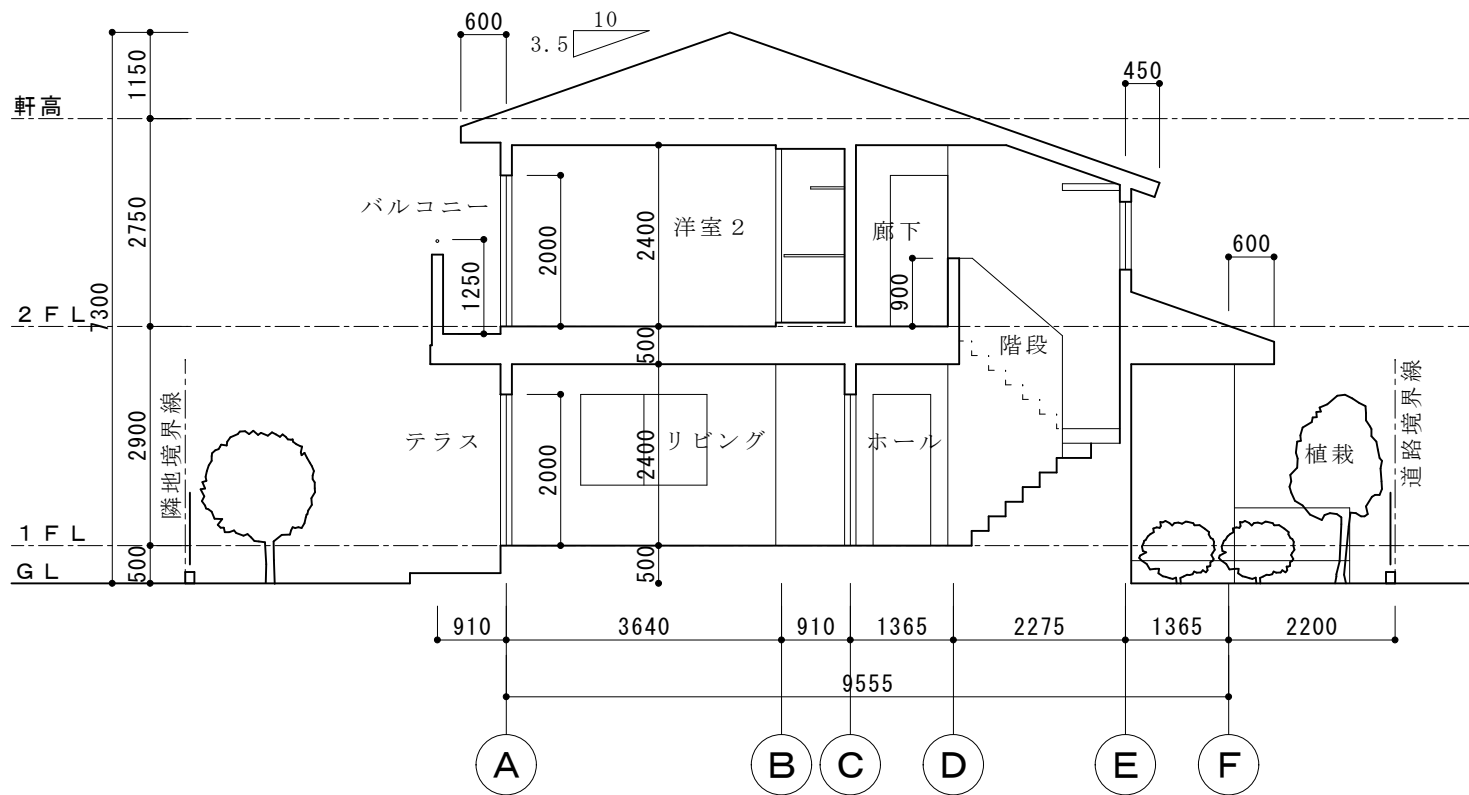 600
10
3.5
450
1150
軒高
バルコニー
2750
2000
2400
洋室２
廊下
1250
900
600
２ＦＬ
7300
500
階段
隣地境界線
2900
テラス
2000
2400
リビング
ホール
植栽
道路境界線
１ＦＬ
500
500
ＧＬ
910
3640
910
1365
2275
1365
2200
9555
A
B
C
D
E
F